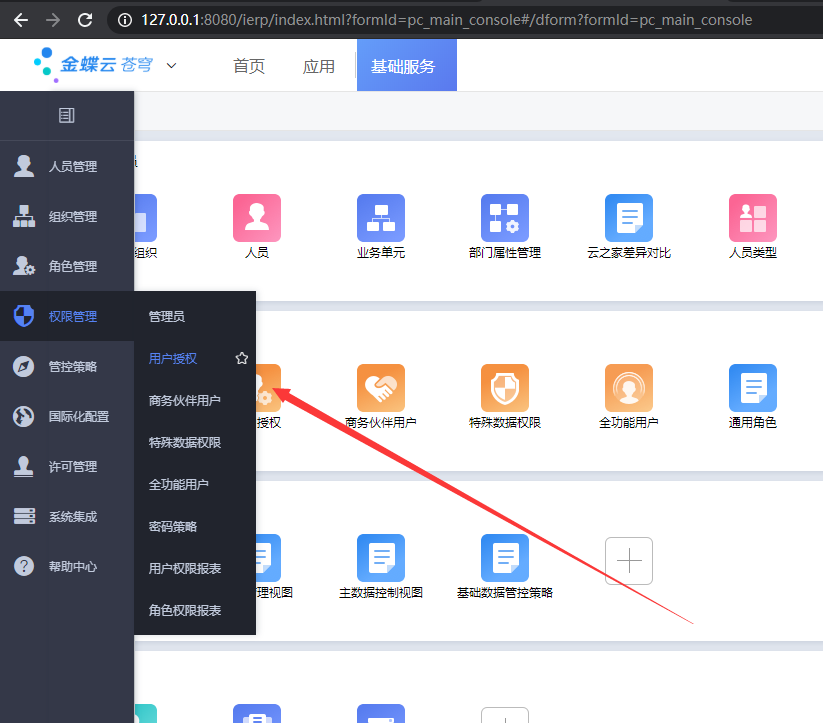 127.0.0.1:8080/ierp/index.html?formId=pc_main_console#/dform?formId=pc_main_console
金蝶云 苍穹
首页
应用
基础服务
人员管理
组织管理
角色管理
权限管理
管控策略
国际化配置
许可管理
系统集成
帮助中心
管理员
用户授权
商务伙伴用户
特殊数据权限
全功能用户
密码策略
用户权限报表
角色权限报表
组织
人员
业务单元
部门属性管理
云之家差异对比
人员类型
授权
商务伙伴用户
特殊数据权限
全功能用户
通用角色
理视图
主数据控制视图
基础数据管控策略